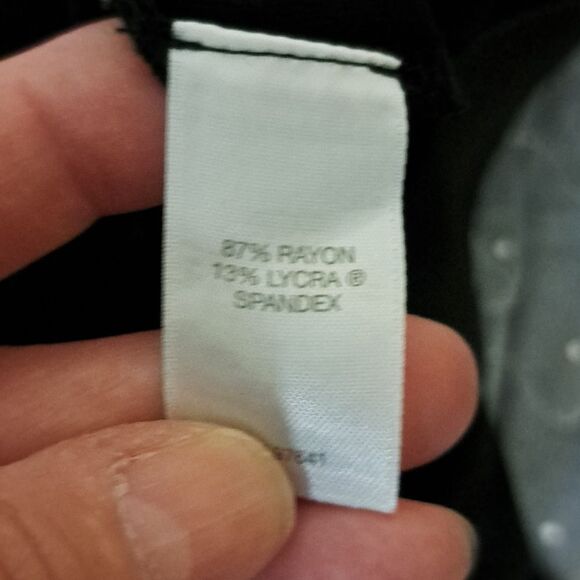 87% RAYON
13% LYCRA ®
SPANDEX